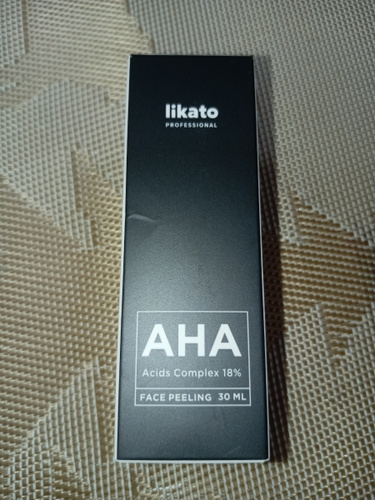 likato
PROFESSIONAL
AHA
Acids Complex 18%
FACE PEELING 30 ML